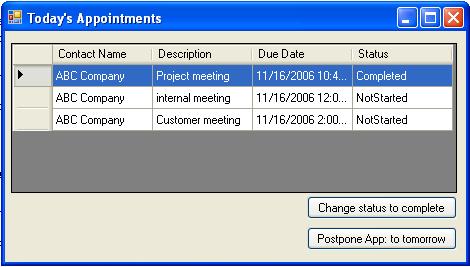 Today's Appointments
Contact Name Description Due Date Status
ABC Company Project meeting 11/16/2006 10:4... Completed
ABC Company internal meeting 11/16/2006 12:0... NotStarted
ABC Company Customer meeting 11/16/2006 2:00... NotStarted
Change status to complete
Postpone App: to tomorrow